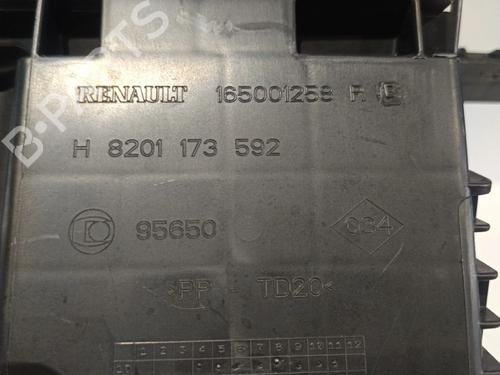 RENAULT 165001258 R E
H 8201 173 592
95650 034
>PP - TD20<
1 2 3 4 5 6 7 8 9 10 11 12
B-PARTS